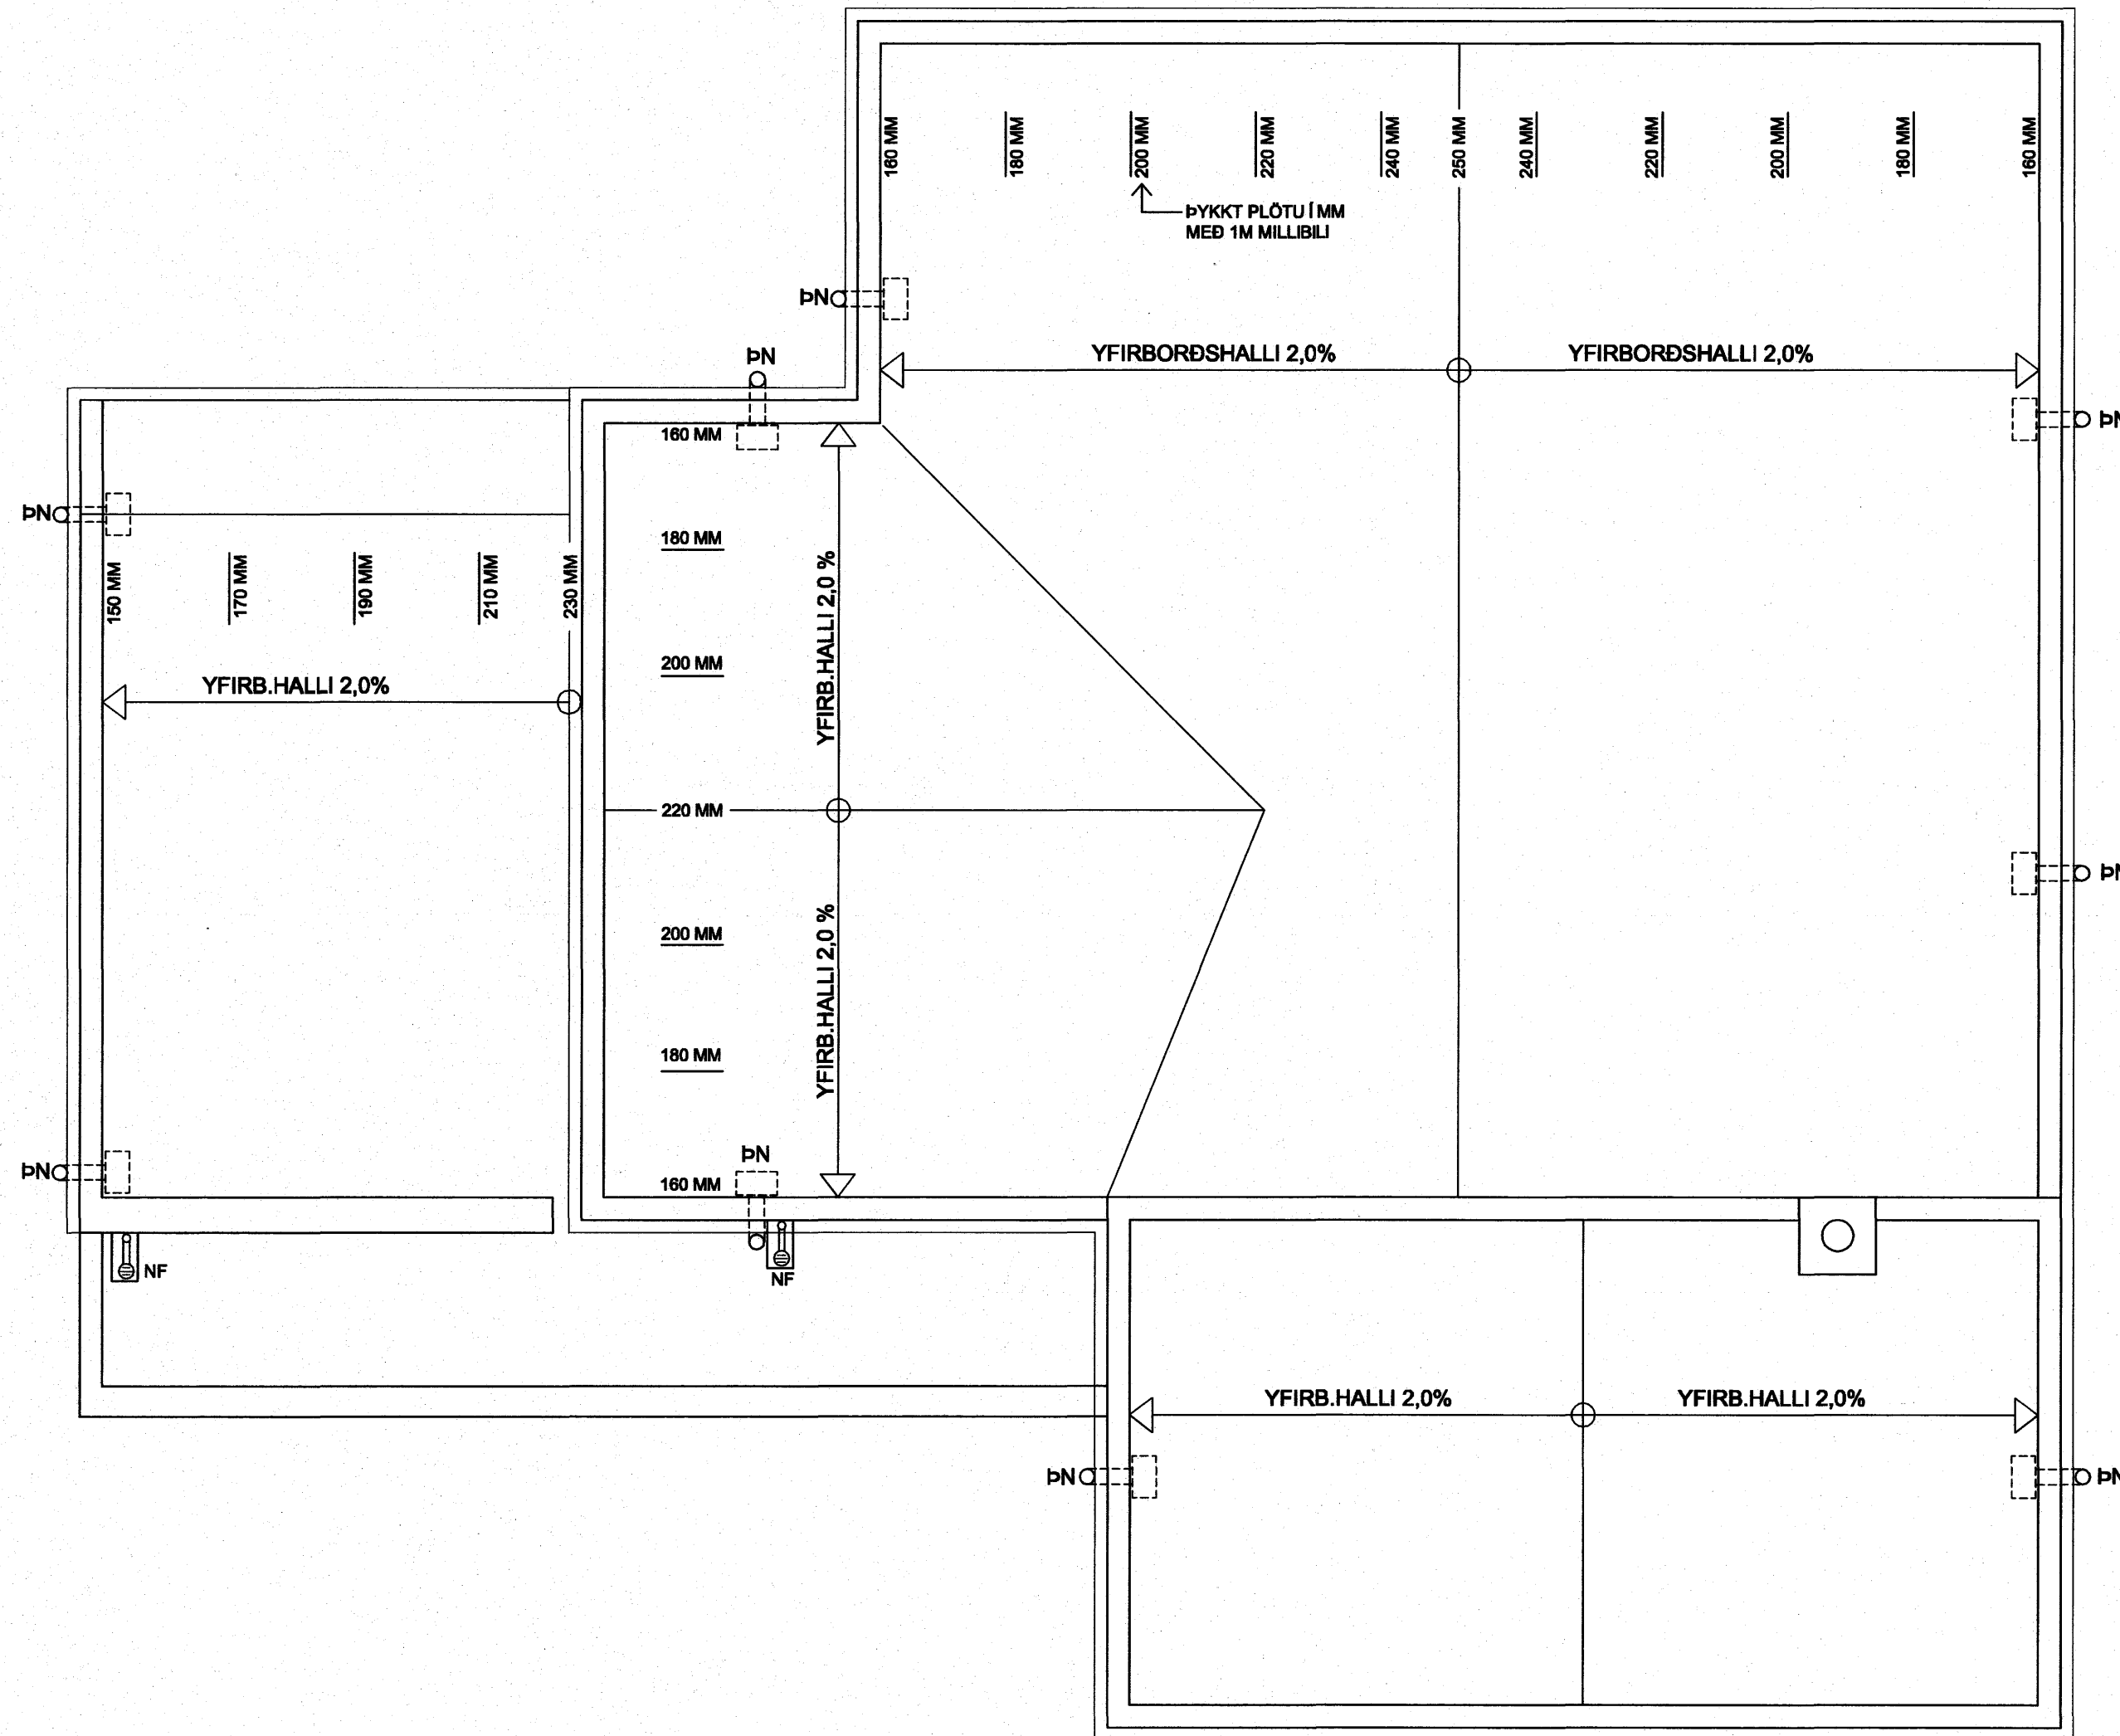 160 MM
180 MM
200 MM
220 MM
240 MM
250 MM
240 MM
220 MM
200 MM
180 MM
160 MM
ÞYKKT PLÖTU Í MM
MEÐ 1M MILLIBILI
ÞN
YFIRBORÐSHALLI 2,0%
YFIRBORÐSHALLI 2,0%
ÞN
ÞN
160 MM
ÞN
180 MM
150 MM
170 MM
190 MM
210 MM
230 MM
YFIRB.HALLI 2,0 %
200 MM
YFIRB.HALLI 2,0%
220 MM
ÞN
200 MM
YFIRB.HALLI 2,0 %
180 MM
ÞN
ÞN
160 MM
NF
NF
YFIRB.HALLI 2,0%
YFIRB.HALLI 2,0%
ÞN
ÞN